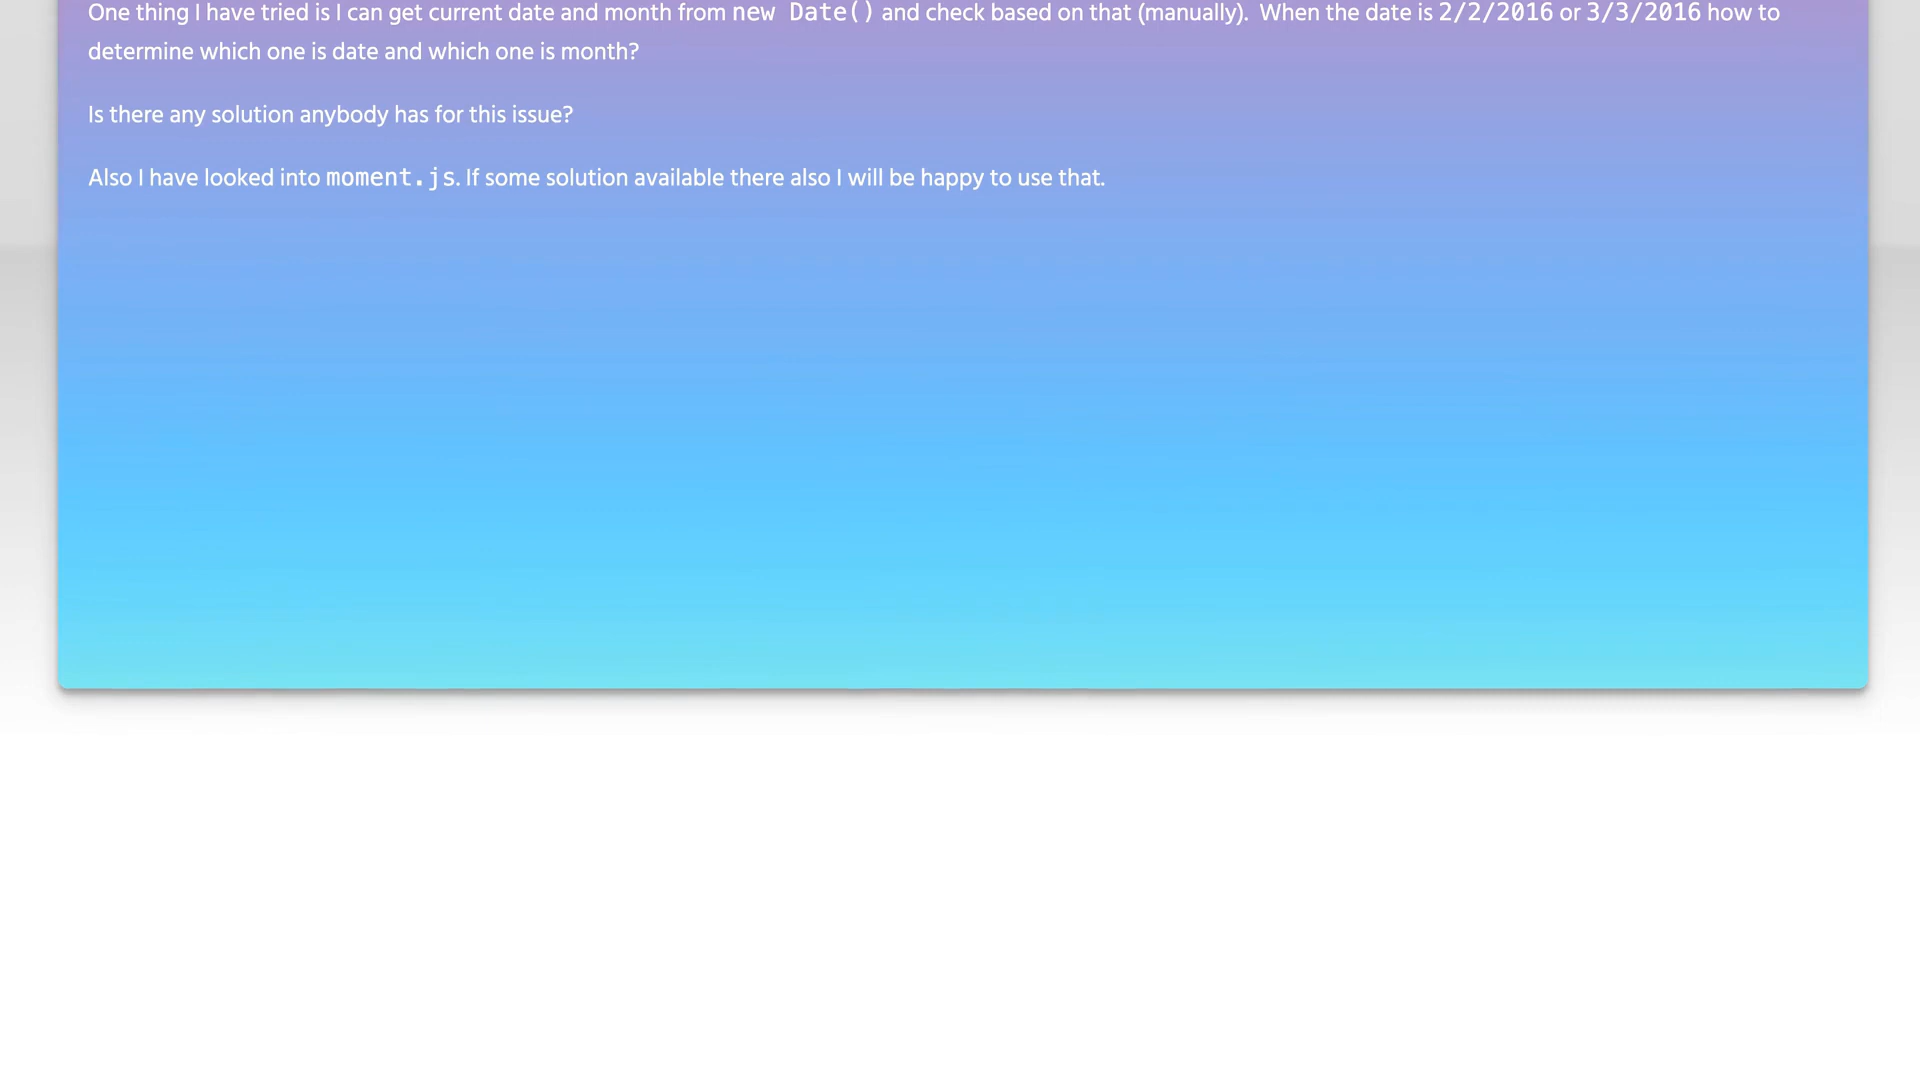 One thing I have tried is I can get current date and month from new Date() and check based on that (manually).  When the date is 2/2/2016 or 3/3/2016 how to
determine which one is date and which one is month?
Is there any solution anybody has for this issue?
Also I have looked into moment.js. If some solution available there also I will be happy to use that.